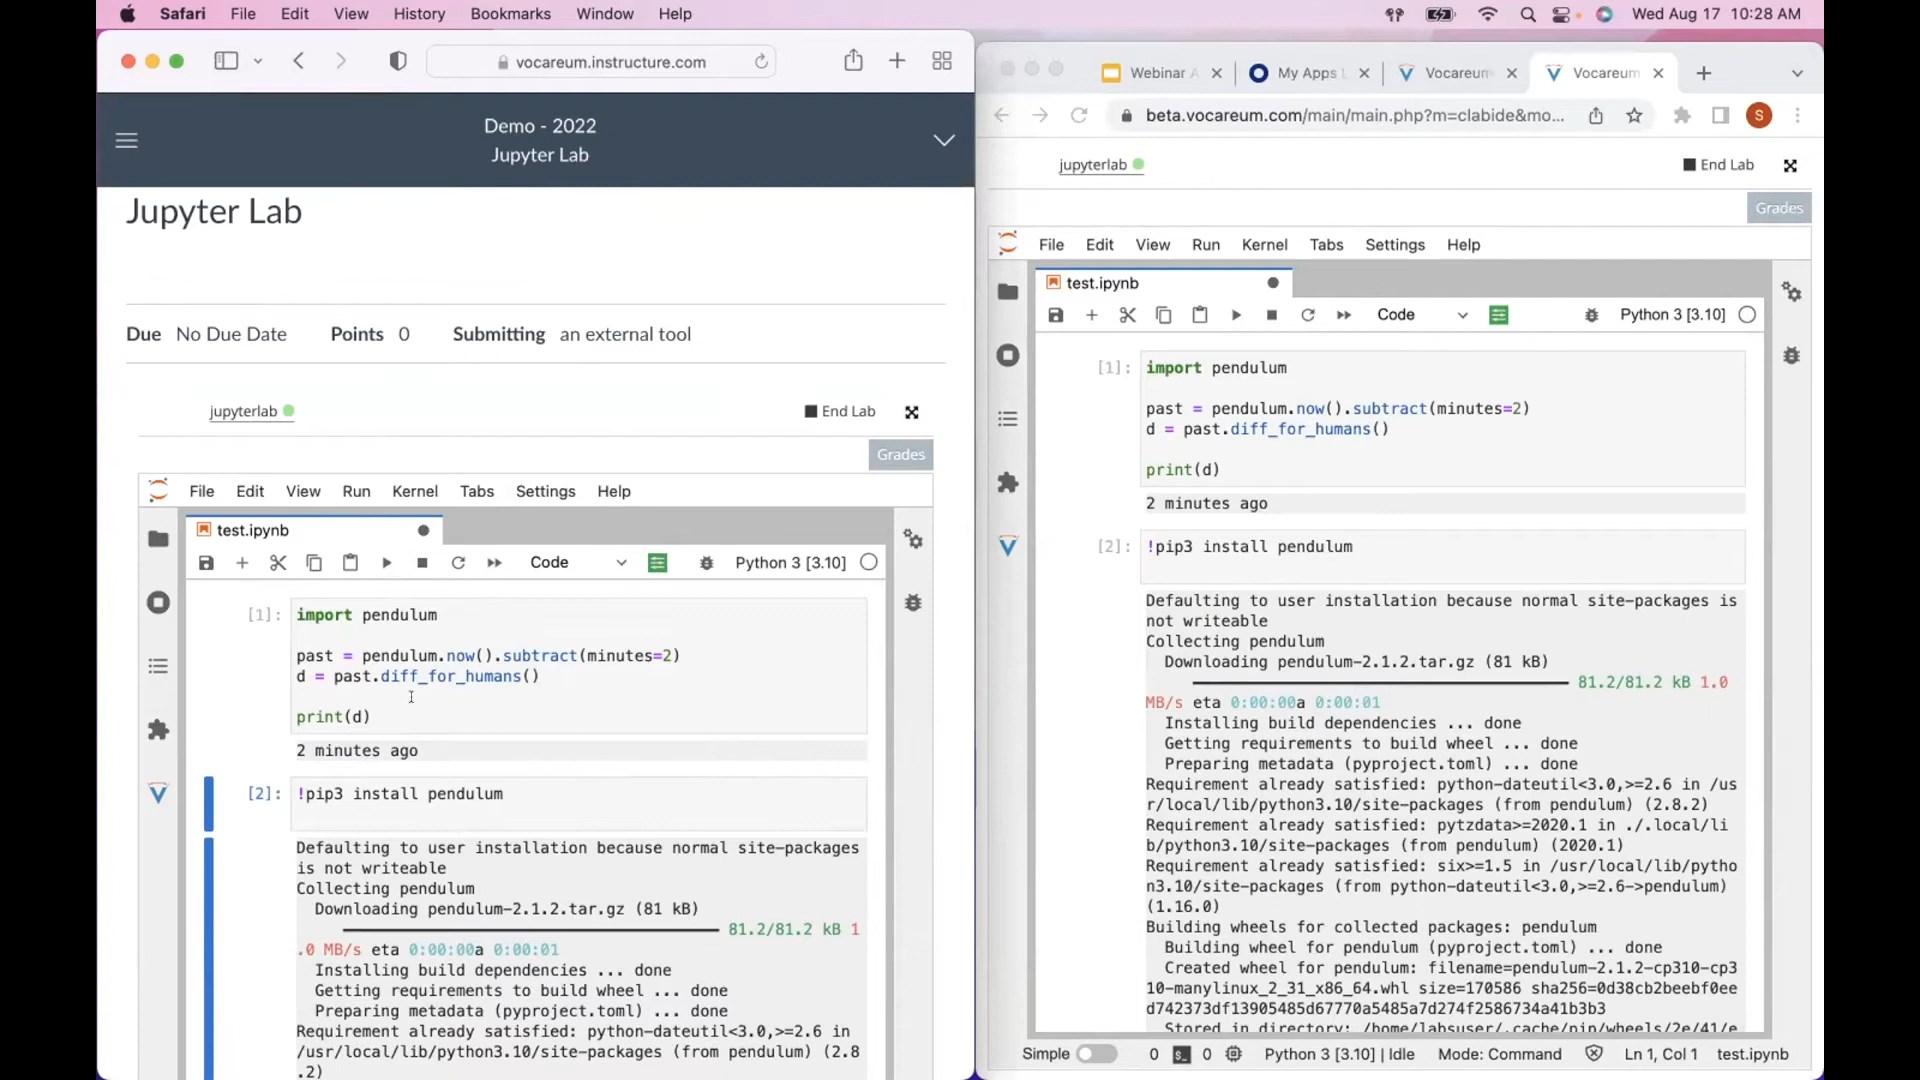 Safari File Edit View History Bookmarks Window Help
Wed Aug 17 10:28 AM
vocareum.instructure.com
Demo - 2022
Jupyter Lab
Jupyter Lab
Due No Due Date Points 0 Submitting an external tool
jupyterlab
End Lab
Grades
File Edit View Run Kernel Tabs Settings Help
test.ipynb
Code
Python 3 [3.10]
[1]:
import pendulum
past = pendulum.now().subtract(minutes=2)
d = past.diff_for_humans()
print(d)
2 minutes ago
[2]:
!pip3 install pendulum
Defaulting to user installation because normal site-packages
is not writeable
Collecting pendulum
Downloading pendulum-2.1.2.tar.gz (81 kB)
81.2/81.2 kB 1
.0 MB/s eta 0:00:00a 0:00:01
Installing build dependencies ... done
Getting requirements to build wheel ... done
Preparing metadata (pyproject.toml) ... done
Requirement already satisfied: python-dateutil<3.0,>=2.6 in
/usr/local/lib/python3.10/site-packages (from pendulum) (2.8
.2)
Webinar My Apps Vocareum Vocareum
beta.vocareum.com/main/main.php?m=clabide&mo...
S
jupyterlab
End Lab
Grades
File Edit View Run Kernel Tabs Settings Help
test.ipynb
Code
Python 3 [3.10]
[1]:
import pendulum
past = pendulum.now().subtract(minutes=2)
d = past.diff_for_humans()
print(d)
2 minutes ago
[2]:
!pip3 install pendulum
Defaulting to user installation because normal site-packages is
not writeable
Collecting pendulum
Downloading pendulum-2.1.2.tar.gz (81 kB)
81.2/81.2 kB 1.0
MB/s eta 0:00:00a 0:00:01
Installing build dependencies ... done
Getting requirements to build wheel ... done
Preparing metadata (pyproject.toml) ... done
Requirement already satisfied: python-dateutil<3.0,>=2.6 in /us
r/local/lib/python3.10/site-packages (from pendulum) (2.8.2)
Requirement already satisfied: pytzdata>=2020.1 in ./.local/li
b/python3.10/site-packages (from pendulum) (2020.1)
Requirement already satisfied: six>=1.5 in /usr/local/lib/pytho
n3.10/site-packages (from python-dateutil<3.0,>=2.6->pendulum)
(1.16.0)
Building wheels for collected packages: pendulum
Building wheel for pendulum (pyproject.toml) ... done
Created wheel for pendulum: filename=pendulum-2.1.2-cp310-cp3
10-manylinux_2_31_x86_64.whl size=170586 sha256=0d38cb2beebf0ee
d742373df13905485d67770a5485a7d274f2586734a41b3b3
Stored in directory: /home/labsuser/.cache/pip/wheels/2e/41/e
Simple 0 0 Python 3 [3.10] | Idle Mode: Command Ln 1, Col 1 test.ipynb